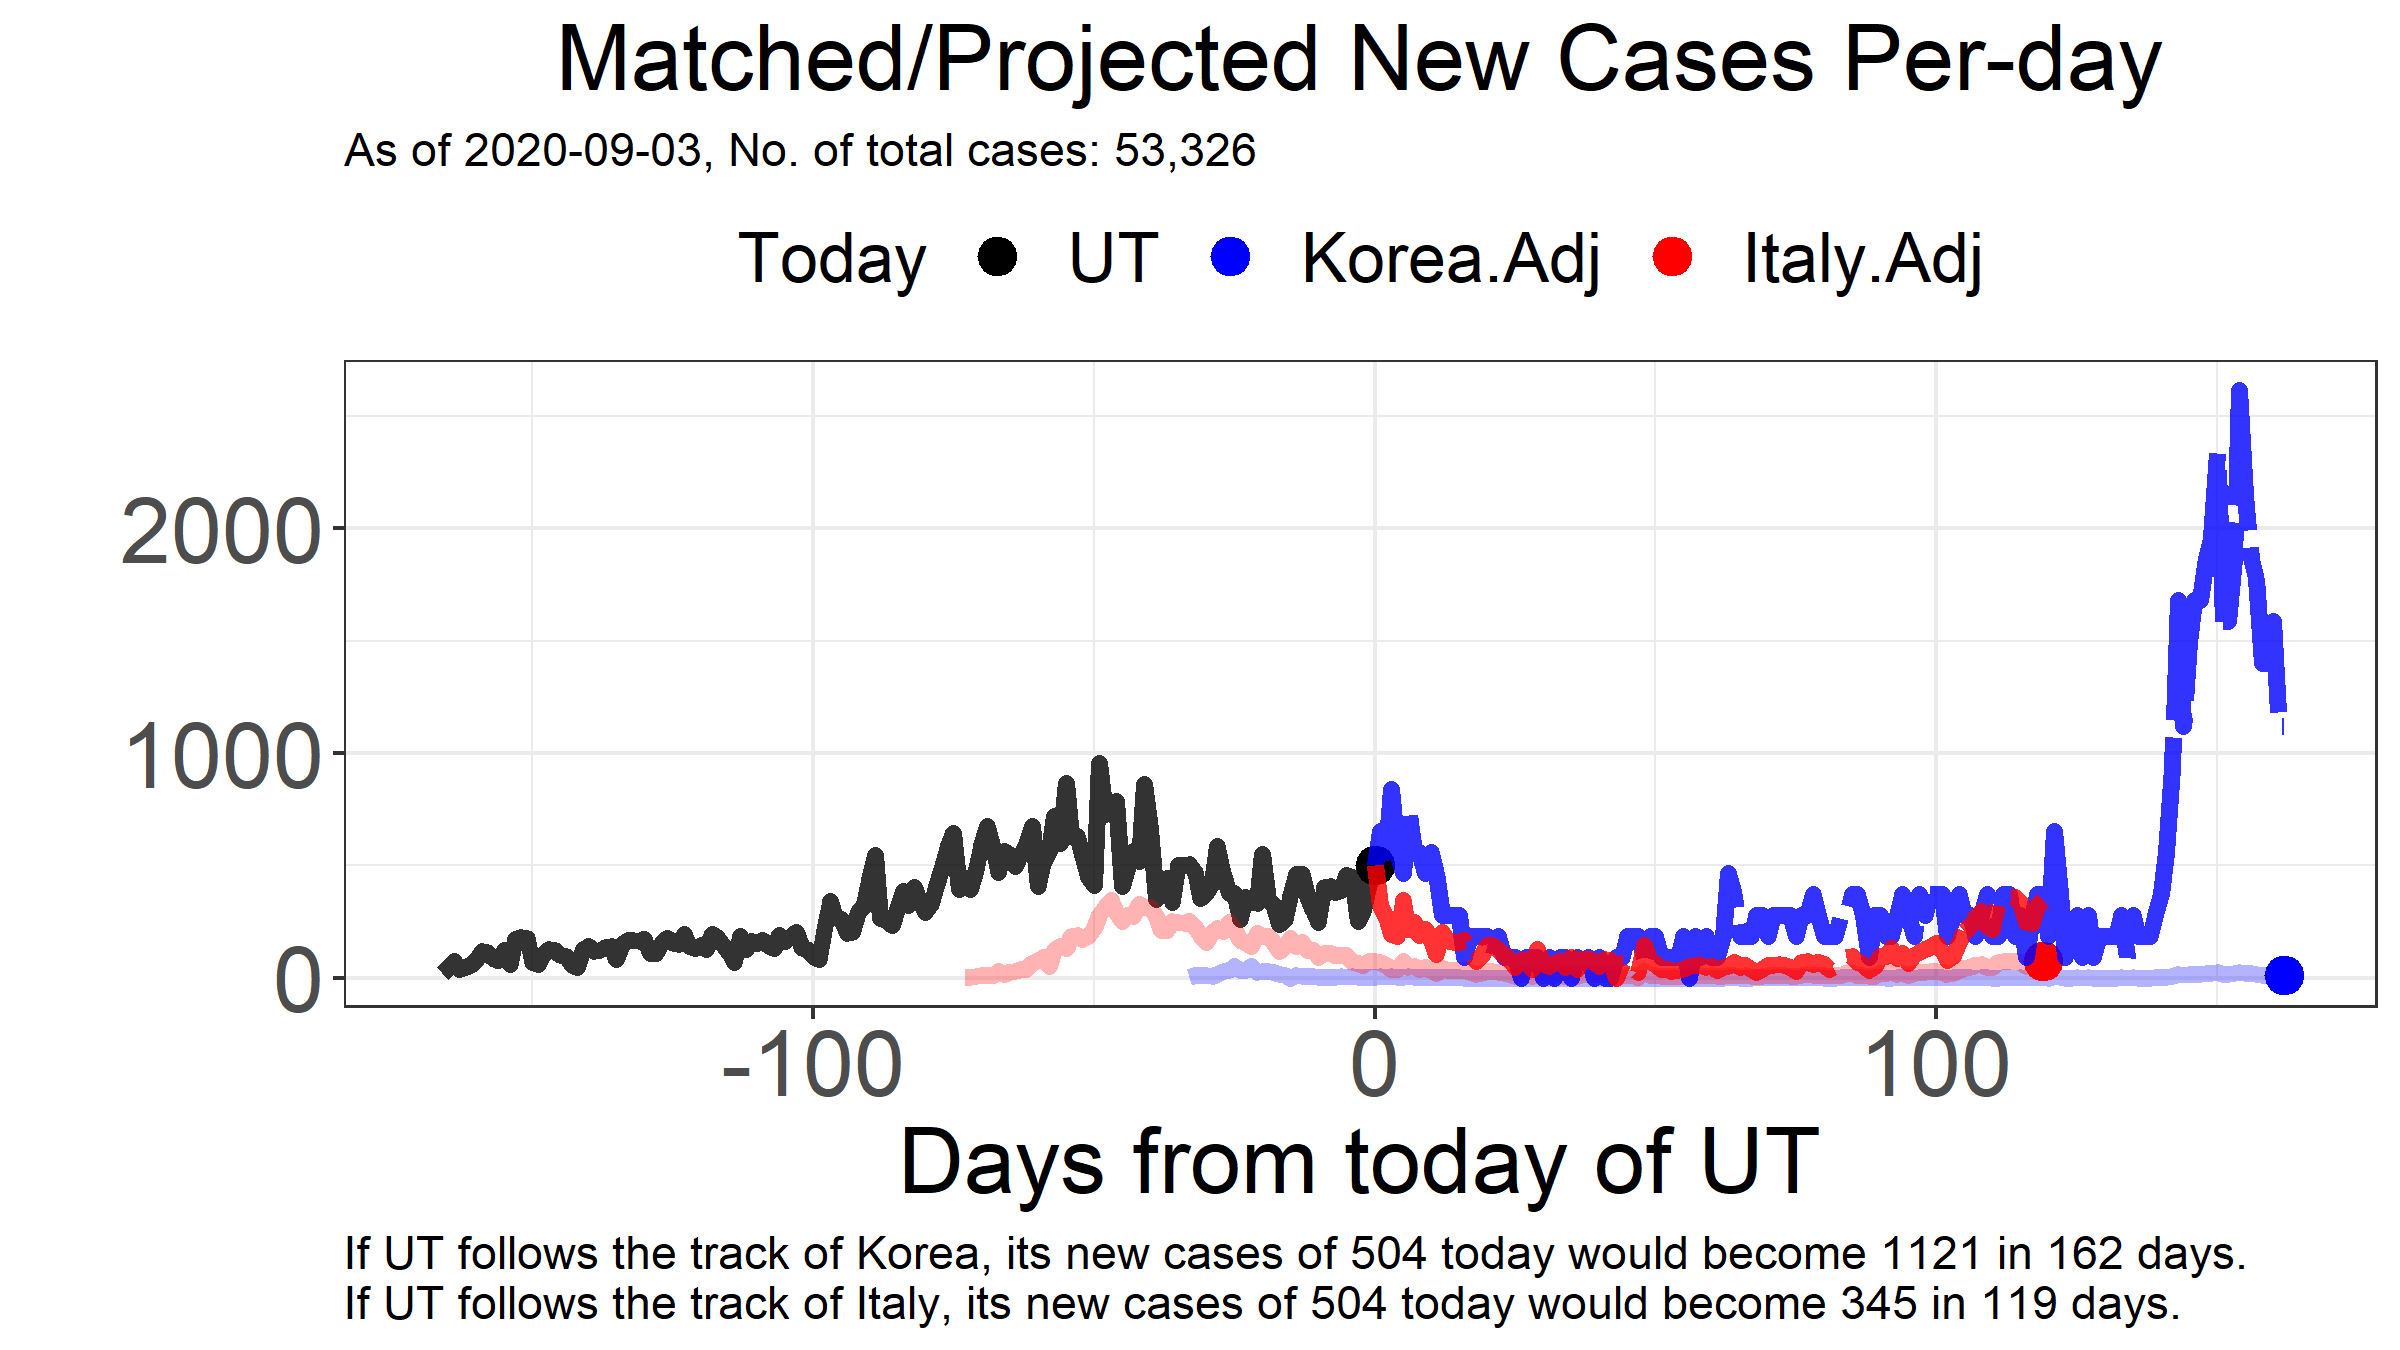 Matched/Projected New Cases Per-day
As of 2020-09-03, No. of total cases: 53,326
Today UT Korea.Adj Italy.Adj
2000
1000
0
-100 0 100
Days from today of UT
If UT follows the track of Korea, its new cases of 504 today would become 1121 in 162 days.
If UT follows the track of Italy, its new cases of 504 today would become 345 in 119 days.